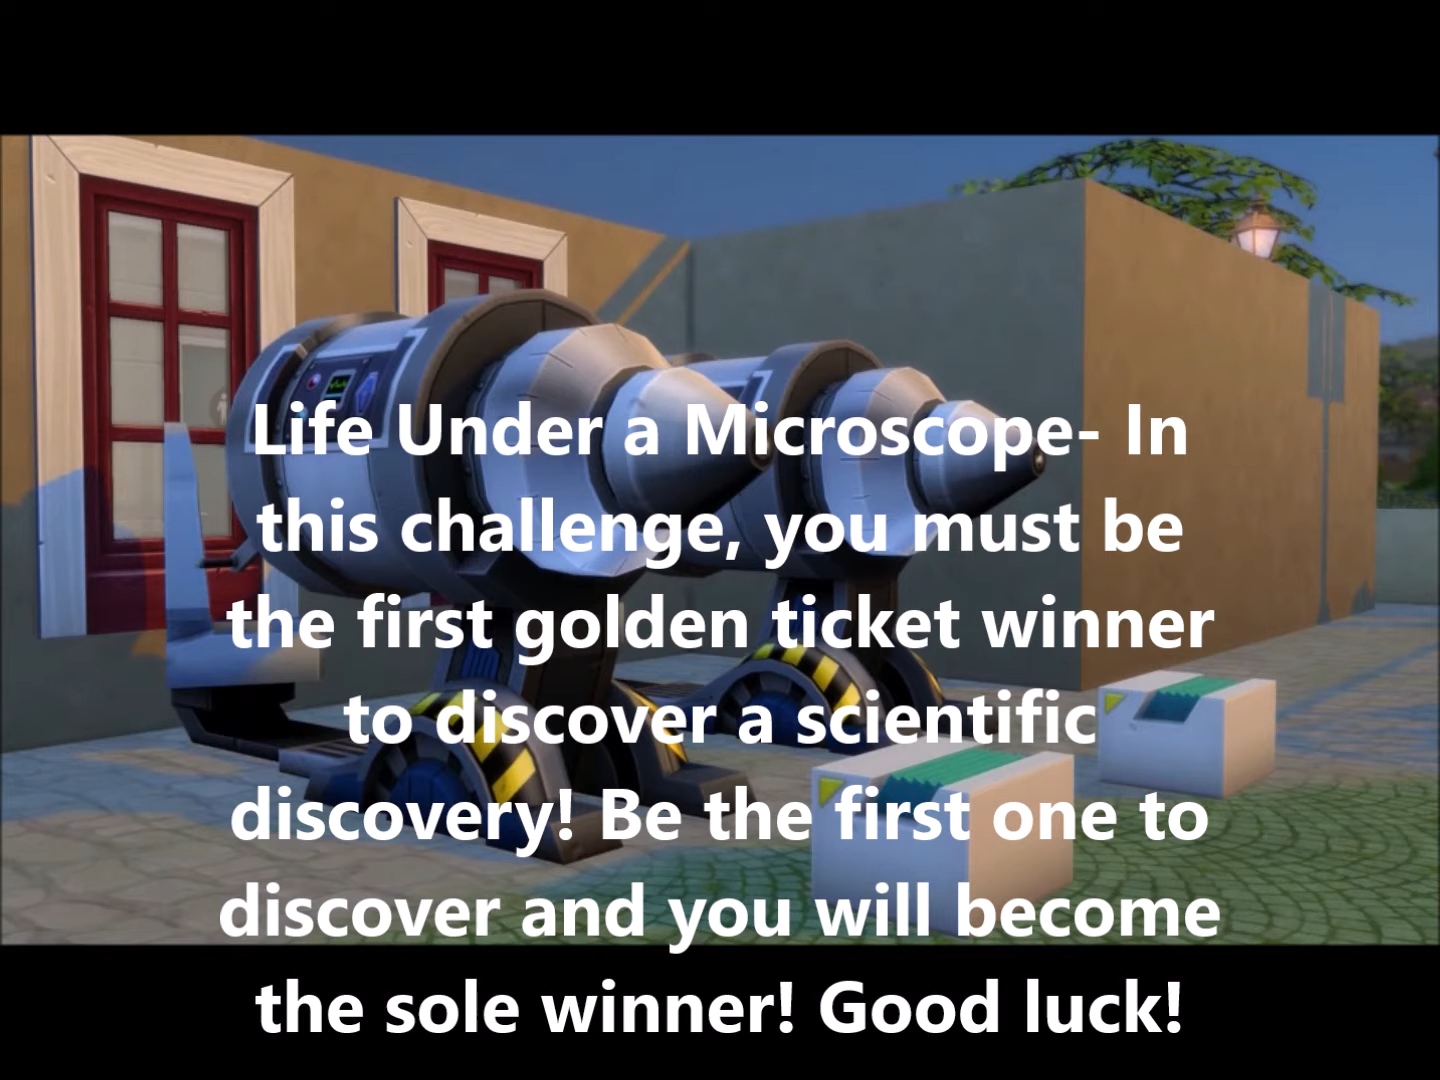 Life Under a Microscope- In
this challenge, you must be
the first golden ticket winner
to discover a scientific
discovery! Be the first one to
discover and you will become
the sole winner! Good luck!